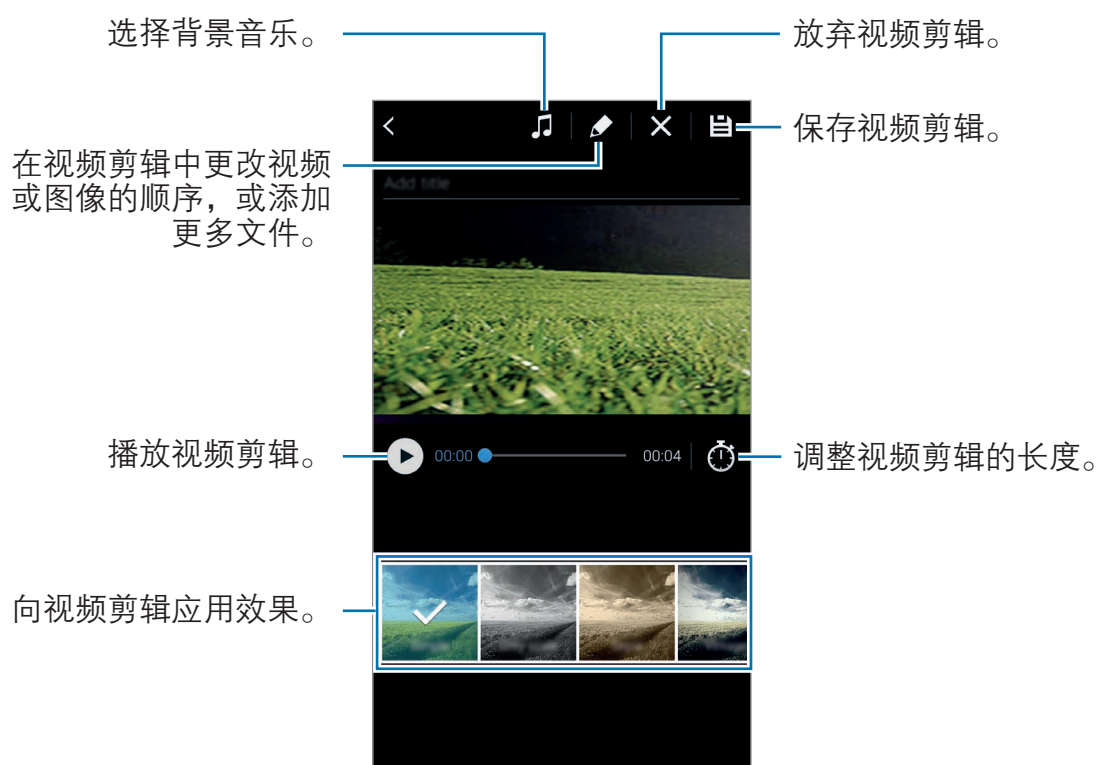 选择背景音乐。
放弃视频剪辑。
保存视频剪辑。
在视频剪辑中更改视频
或图像的顺序，或添加
更多文件。
Add title
播放视频剪辑。
00:00
00:04
调整视频剪辑的长度。
向视频剪辑应用效果。